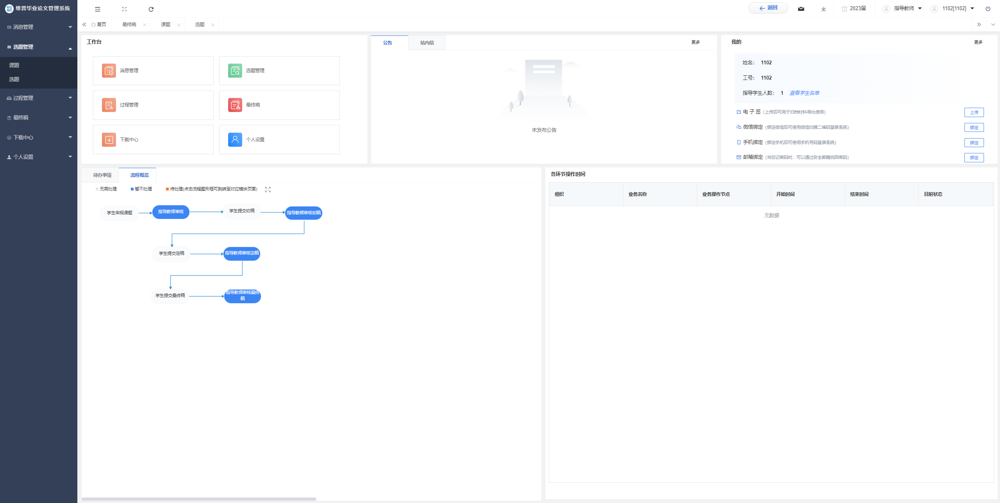 维普毕业论文管理系统
返回
2023届
指导教师
1102[1102]
首页
最终稿
课题
选题
消息管理
选题管理
课题
选题
过程管理
最终稿
下载中心
个人设置
工作台
消息管理
选题管理
过程管理
最终稿
下载中心
个人设置
公告
站内信
更多
未发布公告
我的
更多
姓名： 1102
工号： 1102
指导学生人数： 1 查看学生名单
电 子 签 (上传后可用于归档材料导出使用)
上传
微信绑定 (绑定微信后可使用微信扫描二维码登录系统)
绑定
手机绑定 (绑定手机后可使用手机号码登录系统)
绑定
邮箱绑定 (当忘记密码时，可以通过安全邮箱找回密码)
绑定
待办事项
流程概览
无需处理
暂不处理
待处理(点击流程图形框可跳转至对应模块页面)
学生申报课题
指导教师审核
学生提交初稿
指导教师审核初稿
学生提交定稿
指导教师审核定稿
学生提交最终稿
指导教师审核最终
稿
各环节操作时间
组织
业务名称
业务操作节点
开始时间
结束时间
目前状态
无数据